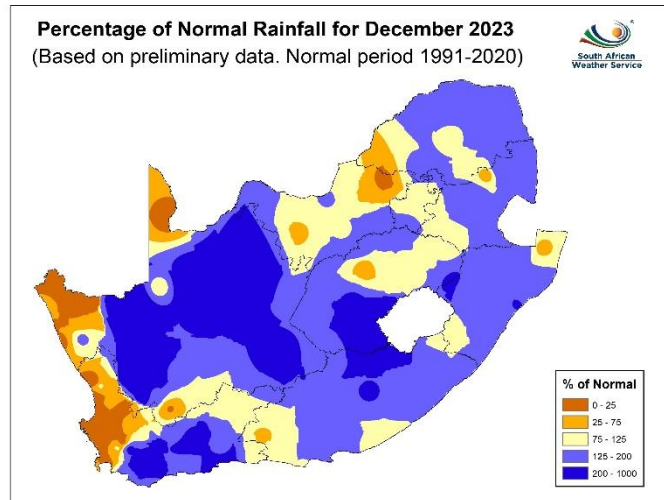 Percentage of Normal Rainfall for December 2023
(Based on preliminary data. Normal period 1991-2020)
South African
Weather Service
% of Normal
0 - 25
25 - 75
75 - 125
125 - 200
200 - 1000